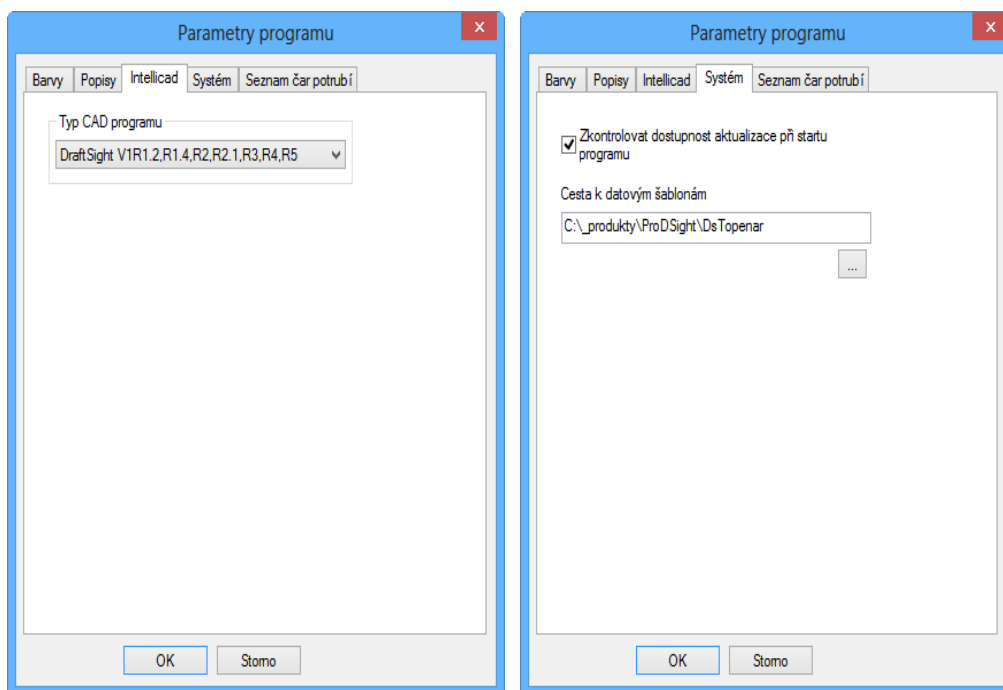 Parametry programu
x
Barvy Popisy Intellicad Systém Seznam čar potrubí
Typ CAD programu
DraftSight V1R1.2,R1.4,R2,R2.1,R3,R4,R5
OK Storno
Parametry programu
x
Barvy Popisy Intellicad Systém Seznam čar potrubí
Zkontrolovat dostupnost aktualizace při startu
programu
Cesta k datovým šablonám
C:\_produkty\ProDSight\DsTopenar
...
OK Storno